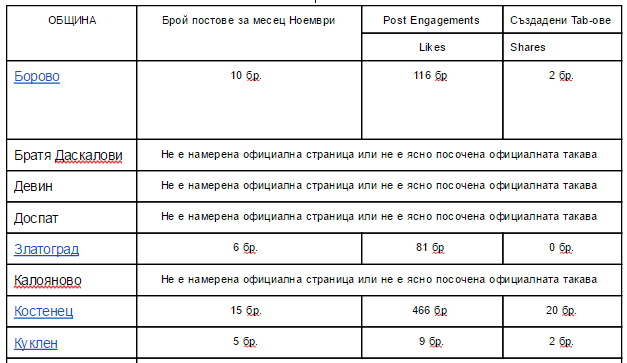 ОБЩИНА Брой постове за месец Ноември Post Engagements Създадени Tab-ове
Likes Shares
Борово 10 бр. 116 бр 2 бр.
Братя Даскалови Не е намерена официална страница или не е ясно посочена официалната такава
Девин Не е намерена официална страница или не е ясно посочена официалната такава
Доспат Не е намерена официална страница или не е ясно посочена официалната такава
Златоград 6 бр. 81 бр 0 бр.
Калояново Не е намерена официална страница или не е ясно посочена официалната такава
Костенец 15 бр. 466 бр 20 бр.
Куклен 5 бр. 9 бр. 2 бр.